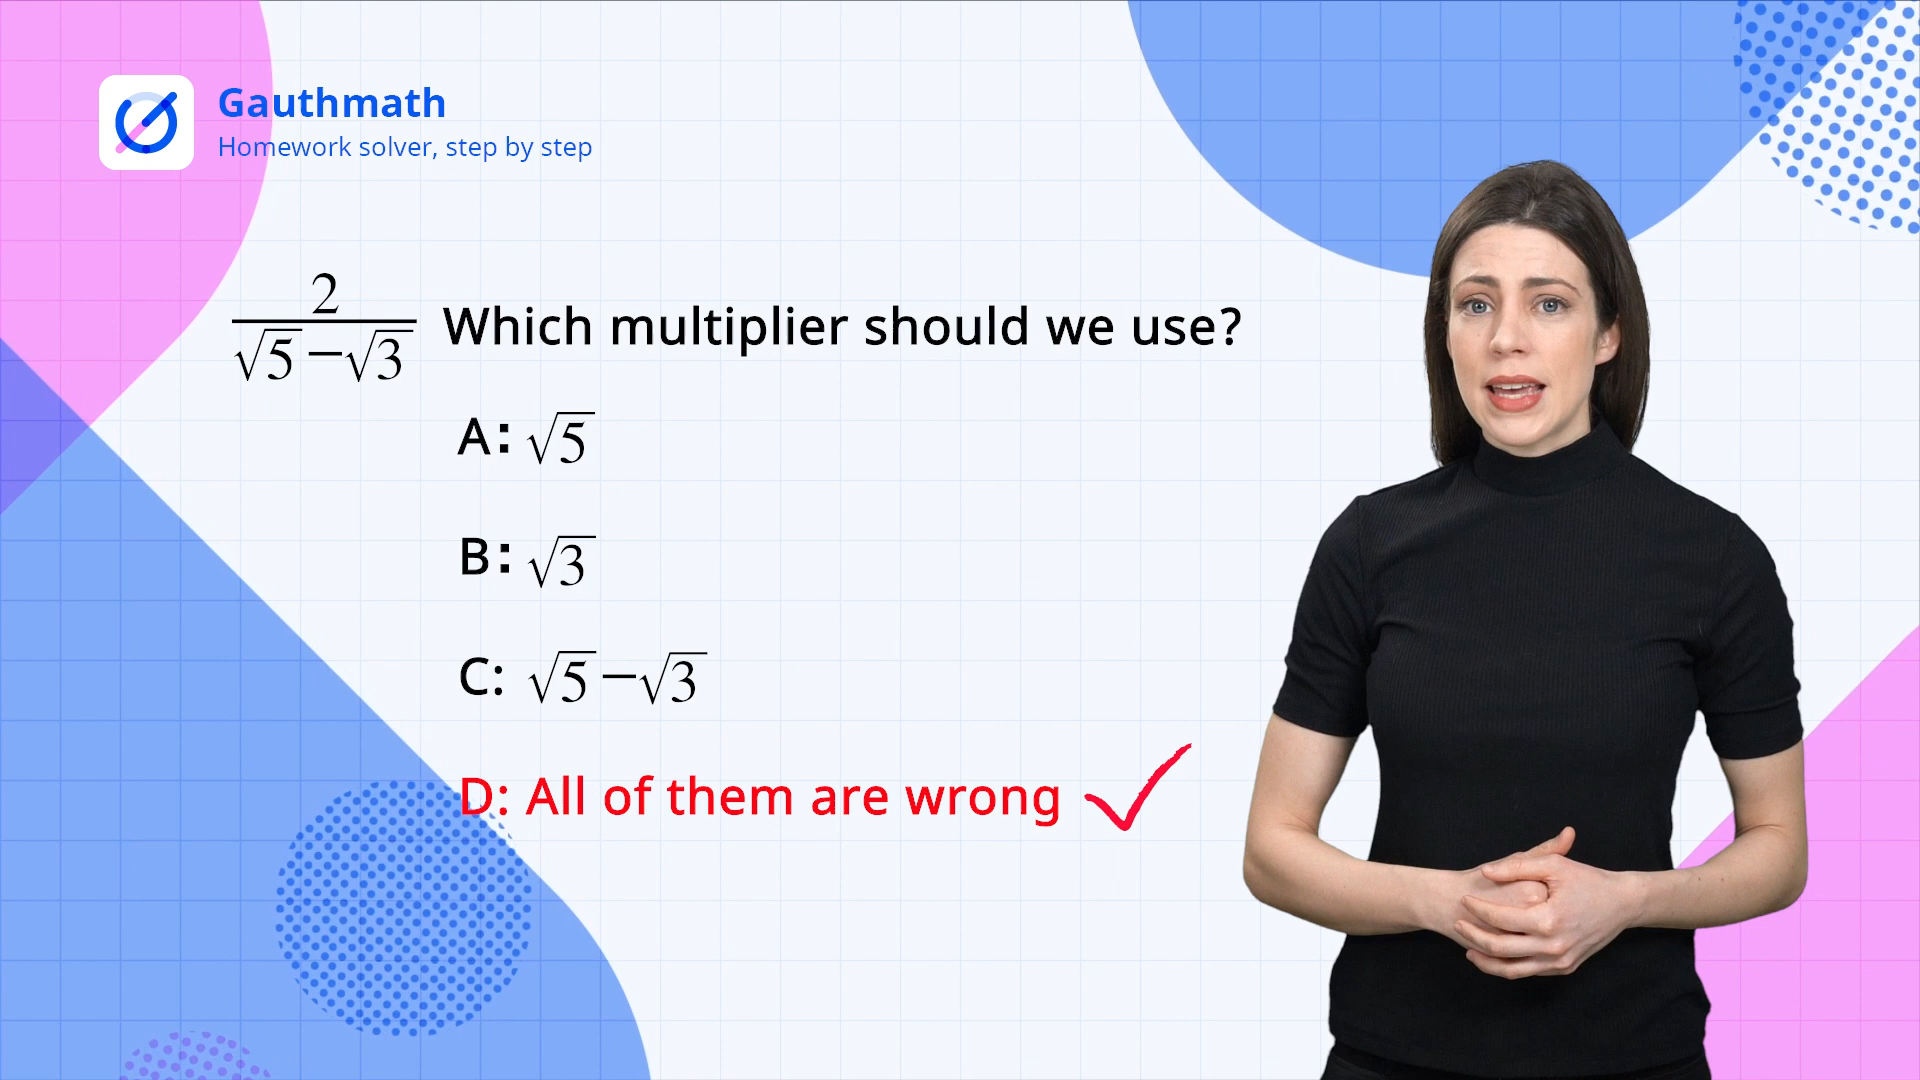 Gauthmath
Homework solver, step by step
2/(√5−√3) Which multiplier should we use?
A: √5
B: √3
C: √5−√3
D: All of them are wrong ✓